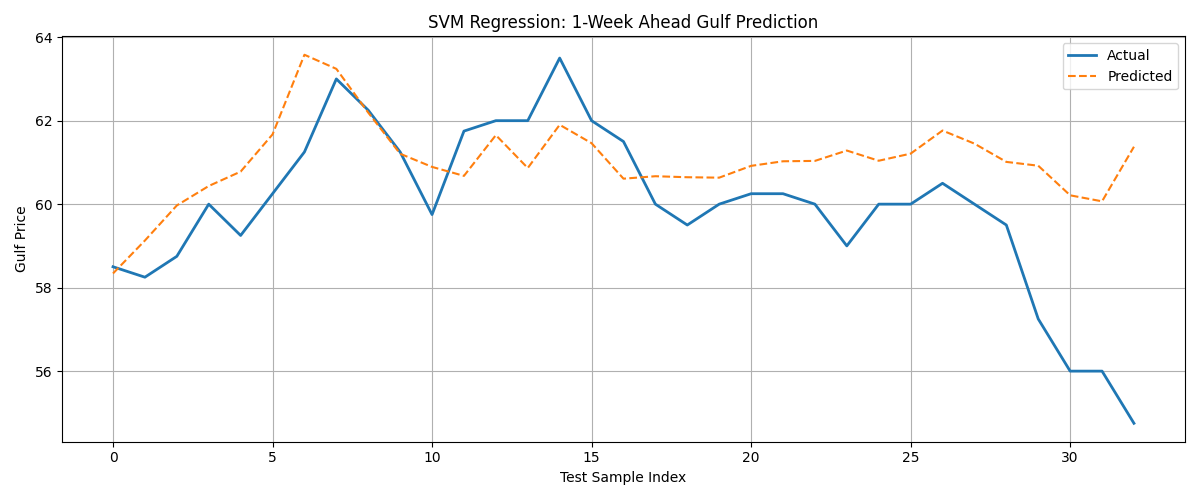 SVM Regression: 1-Week Ahead Gulf Prediction
64
62
60
58
56
Gulf Price
Actual
Predicted
0
5
10
15
20
25
30
Test Sample Index